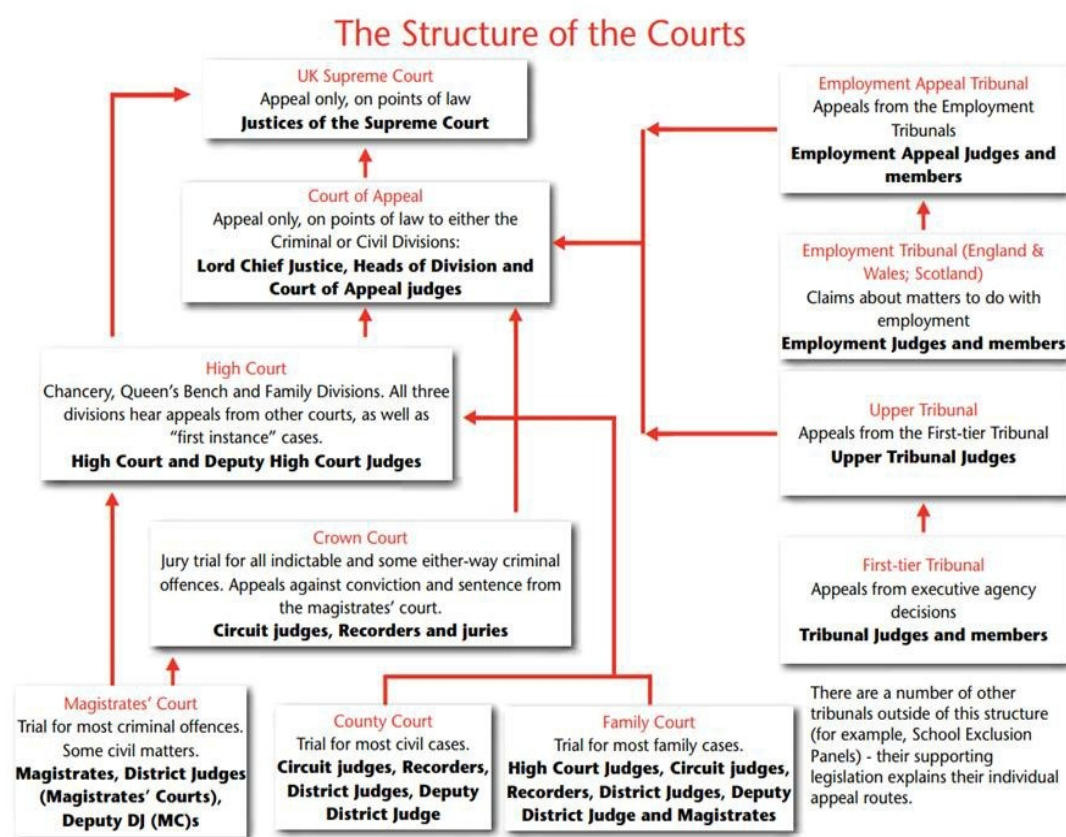 The Structure of the Courts
UK Supreme Court
Appeal only, on points of law
Justices of the Supreme Court
Court of Appeal
Appeal only, on points of law to either the
Criminal or Civil Divisions:
Lord Chief Justice, Heads of Division and
Court of Appeal judges
High Court
Chancery, Queen's Bench and Family Divisions. All three
divisions hear appeals from other courts, as well as
“first instance” cases.
High Court and Deputy High Court Judges
Crown Court
Jury trial for all indictable and some either-way criminal
offences. Appeals against conviction and sentence from
the magistrates' court.
Circuit judges, Recorders and juries
Magistrates' Court
Trial for most criminal offences.
Some civil matters.
Magistrates, District Judges
(Magistrates' Courts),
Deputy DJ (MC)s
County Court
Trial for most civil cases.
Circuit judges, Recorders,
District Judges, Deputy
District Judge
Family Court
Trial for most family cases.
High Court Judges, Circuit judges,
Recorders, District Judges, Deputy
District Judge and Magistrates
Employment Appeal Tribunal
Appeals from the Employment
Tribunals
Employment Appeal Judges and
members
Employment Tribunal (England &
Wales; Scotland)
Claims about matters to do with
employment
Employment Judges and members
Upper Tribunal
Appeals from the First-tier Tribunal
Upper Tribunal Judges
First-tier Tribunal
Appeals from executive agency
decisions
Tribunal Judges and members
There are a number of other
tribunals outside of this structure
(for example, School Exclusion
Panels) - their supporting
legislation explains their individual
appeal routes.